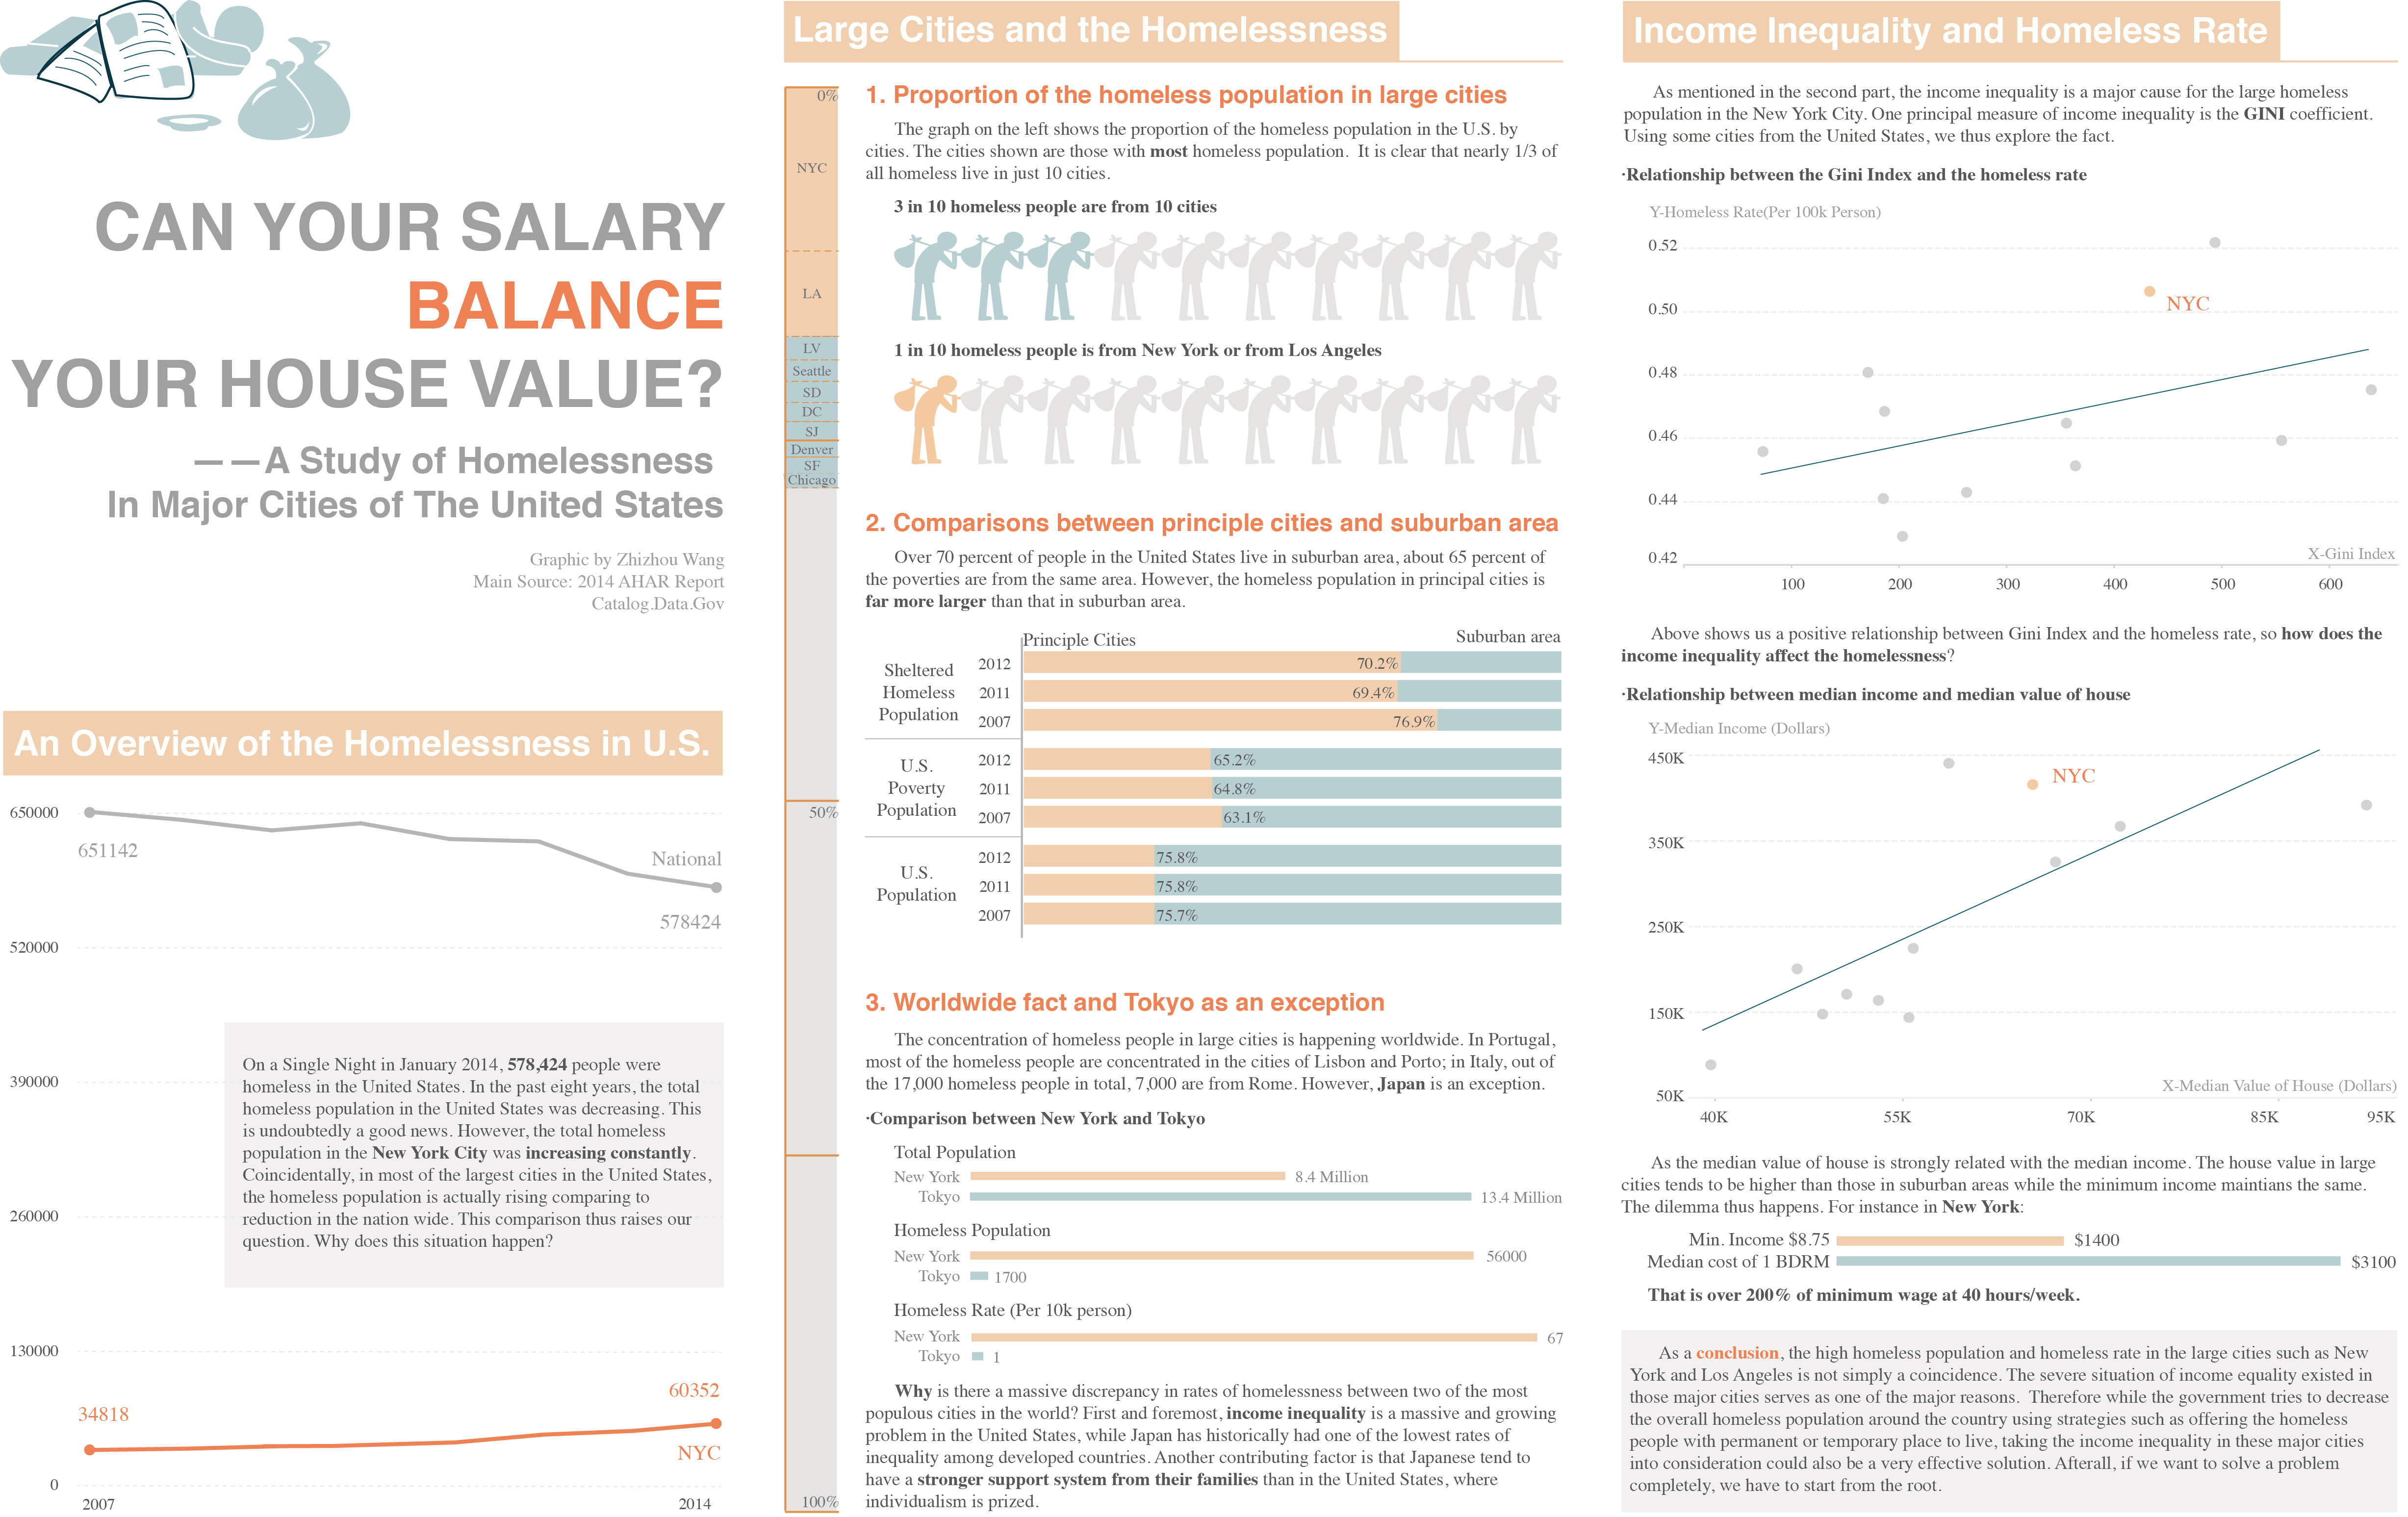 CAN YOUR SALARY
BALANCE
YOUR HOUSE VALUE?
——A Study of Homelessness
In Major Cities of The United States
Graphic by Zhizhou Wang
Main Source: 2014 AHAR Report
Catalog.Data.Gov
An Overview of the Homelessness in U.S.
650000
651142
National
578424
520000
390000
260000
130000
0
On a Single Night in January 2014, 578,424 people were
homeless in the United States. In the past eight years, the total
homeless population in the United States was decreasing. This
is undoubtedly a good news. However, the total homeless
population in the New York City was increasing constantly.
Coincidentally, in most of the largest cities in the United States,
the homeless population is actually rising comparing to
reduction in the nation wide. This comparison thus raises our
question. Why does this situation happen?
34818
60352
NYC
2007
2014
Large Cities and the Homelessness
0%
NYC
LA
LV
Seattle
SD
DC
SJ
Denver
SF
Chicago
50%
100%
1. Proportion of the homeless population in large cities
The graph on the left shows the proportion of the homeless population in the U.S. by
cities. The cities shown are those with most homeless population. It is clear that nearly 1/3 of
all homeless live in just 10 cities.
3 in 10 homeless people are from 10 cities
1 in 10 homeless people is from New York or from Los Angeles
2. Comparisons between principle cities and suburban area
Over 70 percent of people in the United States live in suburban area, about 65 percent of
the poverties are from the same area. However, the homeless population in principal cities is
far more larger than that in suburban area.
Principle Cities
Suburban area
Sheltered
Homeless
Population
2012
70.2%
2011
69.4%
2007
76.9%
U.S.
Poverty
Population
2012
65.2%
2011
64.8%
2007
63.1%
U.S.
Population
2012
75.8%
2011
75.8%
2007
75.7%
3. Worldwide fact and Tokyo as an exception
The concentration of homeless people in large cities is happening worldwide. In Portugal,
most of the homeless people are concentrated in the cities of Lisbon and Porto; in Italy, out of
the 17,000 homeless people in total, 7,000 are from Rome. However, Japan is an exception.
·Comparison between New York and Tokyo
Total Population
New York 8.4 Million
Tokyo 13.4 Million
Homeless Population
New York 56000
Tokyo 1700
Homeless Rate (Per 10k person)
New York 67
Tokyo 1
Why is there a massive discrepancy in rates of homelessness between two of the most
populous cities in the world? First and foremost, income inequality is a massive and growing
problem in the United States, while Japan has historically had one of the lowest rates of
inequality among developed countries. Another contributing factor is that Japanese tend to
have a stronger support system from their families than in the United States, where
individualism is prized.
Income Inequality and Homeless Rate
As mentioned in the second part, the income inequality is a major cause for the large homeless
population in the New York City. One principal measure of income inequality is the GINI coefficient.
Using some cities from the United States, we thus explore the fact.
·Relationship between the Gini Index and the homeless rate
Y-Homeless Rate(Per 100k Person)
0.52
0.50
NYC
0.48
0.46
0.44
0.42
X-Gini Index
100 200 300 400 500 600
Above shows us a positive relationship between Gini Index and the homeless rate, so how does the
income inequality affect the homelessness?
·Relationship between median income and median value of house
Y-Median Income (Dollars)
450K
NYC
350K
250K
150K
50K
X-Median Value of House (Dollars)
40K 55K 70K 85K 95K
As the median value of house is strongly related with the median income. The house value in large
cities tends to be higher than those in suburban areas while the minimum income maintians the same.
The dilemma thus happens. For instance in New York:
Min. Income $8.75 $1400
Median cost of 1 BDRM $3100
That is over 200% of minimum wage at 40 hours/week.
As a conclusion, the high homeless population and homeless rate in the large cities such as New
York and Los Angeles is not simply a coincidence. The severe situation of income equality existed in
those major cities serves as one of the major reasons. Therefore while the government tries to decrease
the overall homeless population around the country using strategies such as offering the homeless
people with permanent or temporary place to live, taking the income inequality in these major cities
into consideration could also be a very effective solution. Afterall, if we want to solve a problem
completely, we have to start from the root.